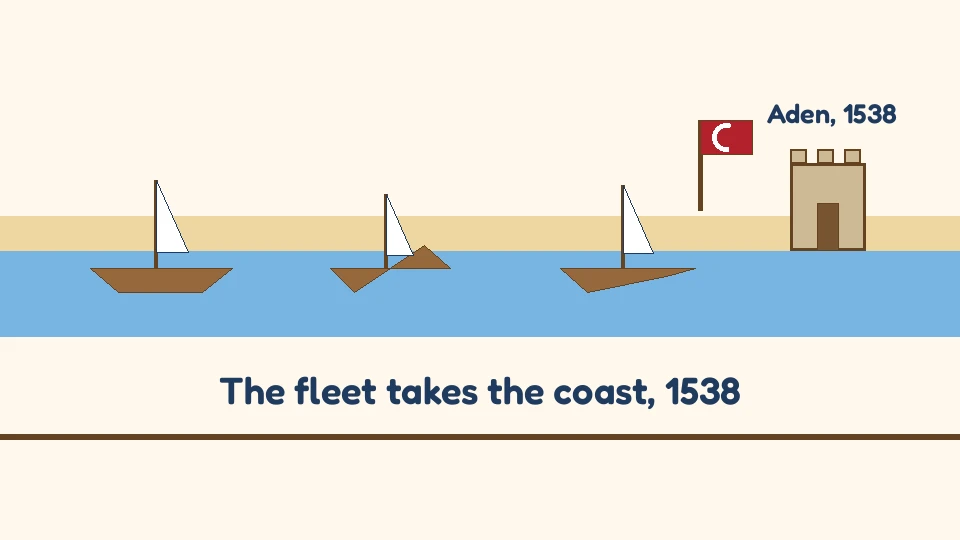 Aden, 1538
The fleet takes the coast, 1538